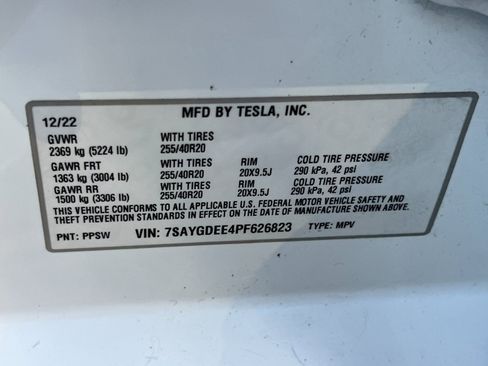 MFD BY TESLA, INC.
12/22
GVWR WITH TIRES
2369 kg (5224 lb) 255/40R20
GAWR FRT WITH TIRES RIM COLD TIRE PRESSURE
1363 kg (3004 lb) 255/40R20 20X9.5J 290 kPa, 42 psi
GAWR RR WITH TIRES RIM COLD TIRE PRESSURE
1500 kg (3306 lb) 255/40R20 20X9.5J 290 kPa, 42 psi
THIS VEHICLE CONFORMS TO ALL APPLICABLE U.S. FEDERAL MOTOR VEHICLE SAFETY AND
THEFT PREVENTION STANDARDS IN EFFECT ON THE DATE OF MANUFACTURE SHOWN ABOVE.
PNT: PPSW VIN: 7SAYGDEE4PF626823 TYPE: MPV